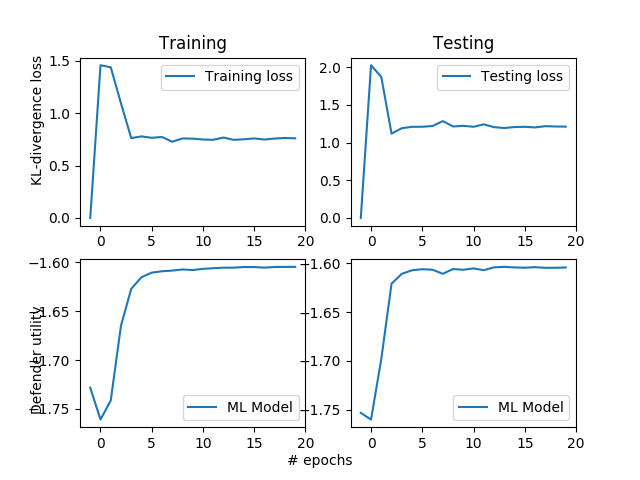 Training
Testing
KL-divergence loss
1.5
1.0
0.5
0.0
Training loss
0 5 10 15 20
2.0
1.5
1.0
0.5
0.0
Testing loss
0 5 10 15 20
Defender utility
−1.60
−1.65
−1.70
−1.75
ML Model
0 5 10 15 20
−1.60
−1.65
−1.70
−1.75
ML Model
0 5 10 15 20
# epochs